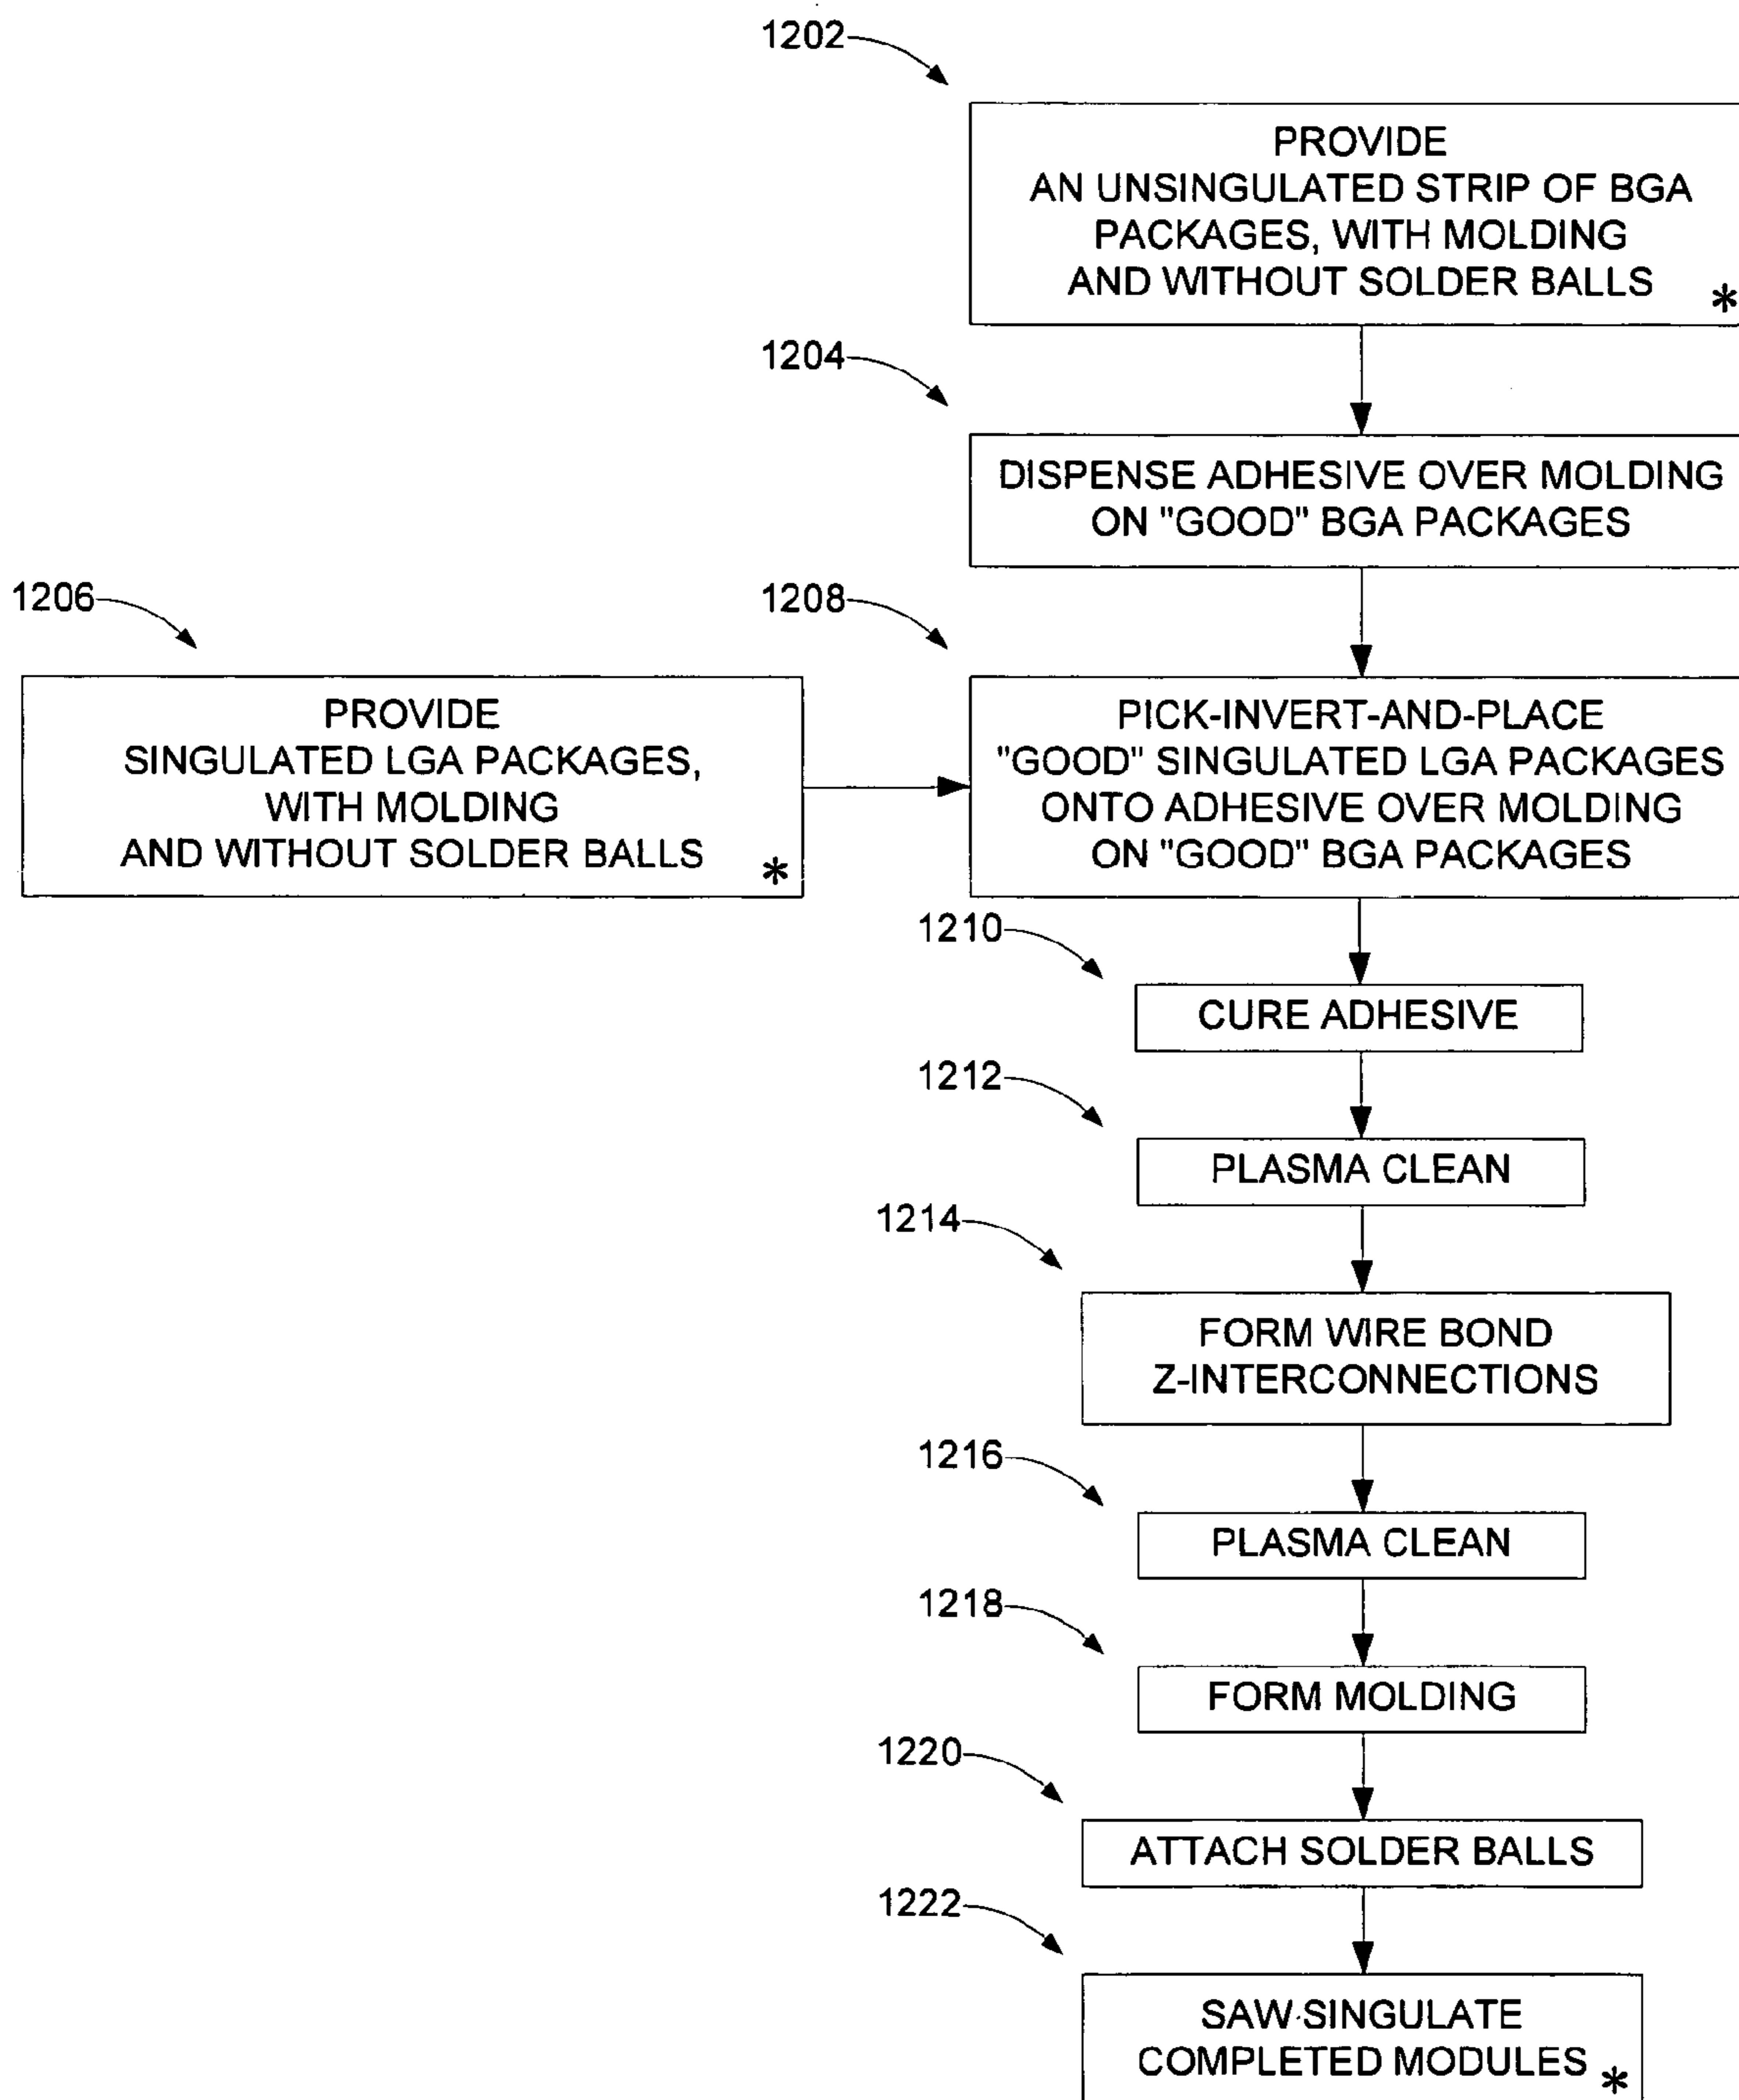 1202
PROVIDE
AN UNSINGULATED STRIP OF BGA
PACKAGES, WITH MOLDING
AND WITHOUT SOLDER BALLS *
1204
DISPENSE ADHESIVE OVER MOLDING
ON "GOOD" BGA PACKAGES
1206
PROVIDE
SINGULATED LGA PACKAGES,
WITH MOLDING
AND WITHOUT SOLDER BALLS *
1208
PICK-INVERT-AND-PLACE
"GOOD" SINGULATED LGA PACKAGES
ONTO ADHESIVE OVER MOLDING
ON "GOOD" BGA PACKAGES
1210
CURE ADHESIVE
1212
PLASMA CLEAN
1214
FORM WIRE BOND
Z-INTERCONNECTIONS
1216
PLASMA CLEAN
1218
FORM MOLDING
1220
ATTACH SOLDER BALLS
1222
SAW SINGULATE
COMPLETED MODULES *